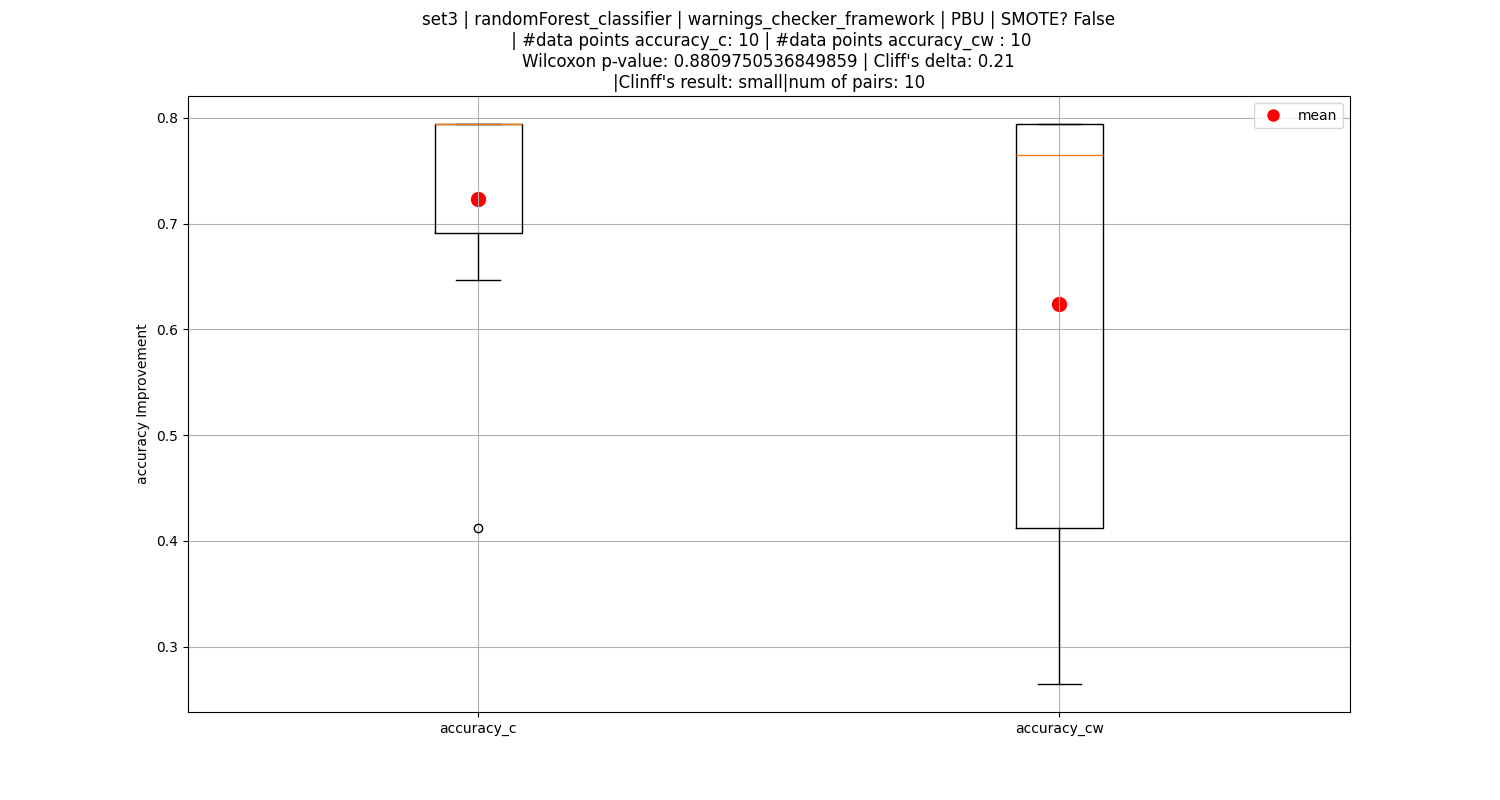 set3 | randomForest_classifier | warnings_checker_framework | PBU | SMOTE? False
| #data points accuracy_c: 10 | #data points accuracy_cw : 10
Wilcoxon p-value: 0.8809750536849859 | Cliff's delta: 0.21
|Clinff's result: small|num of pairs: 10
mean
0.8
0.7
0.6
0.5
0.4
0.3
accuracy Improvement
accuracy_c
accuracy_cw